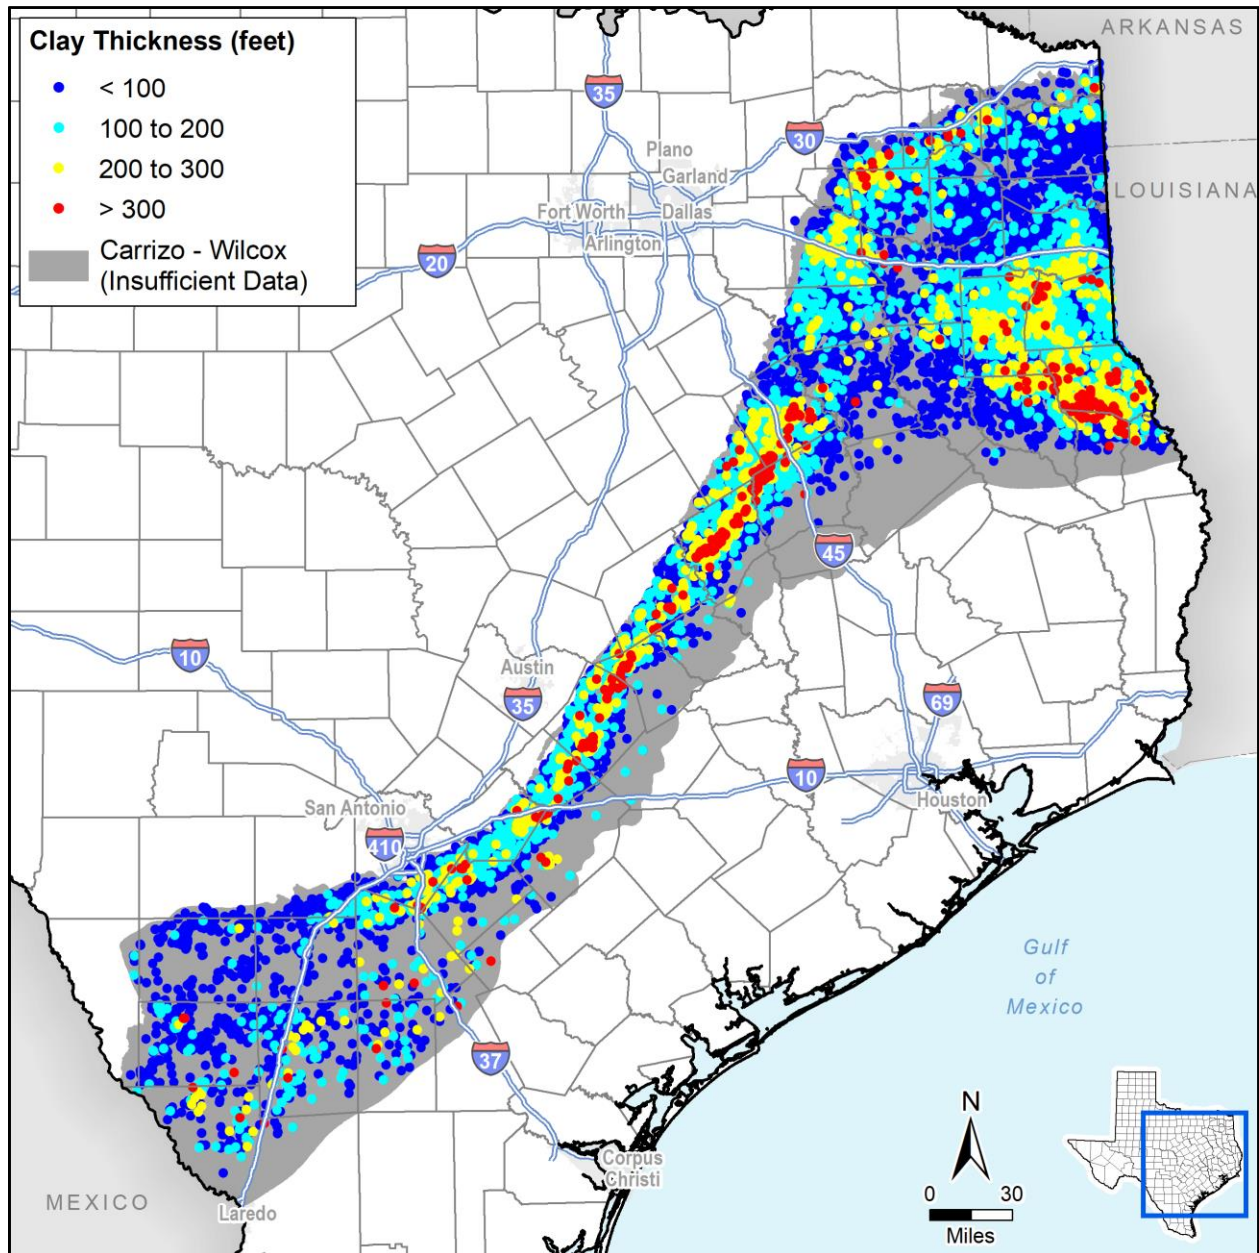 Clay Thickness (feet)
< 100
100 to 200
200 to 300
> 300
Carrizo - Wilcox
(Insufficient Data)
ARKANSAS
LOUISIANA
35
30
Plano
Garland
Fort Worth
Dallas
Arlington
20
45
10
Austin
35
69
10
Houston
San Antonio
410
37
Gulf
of
Mexico
Corpus
Christi
MEXICO
Laredo
N
0 30
Miles